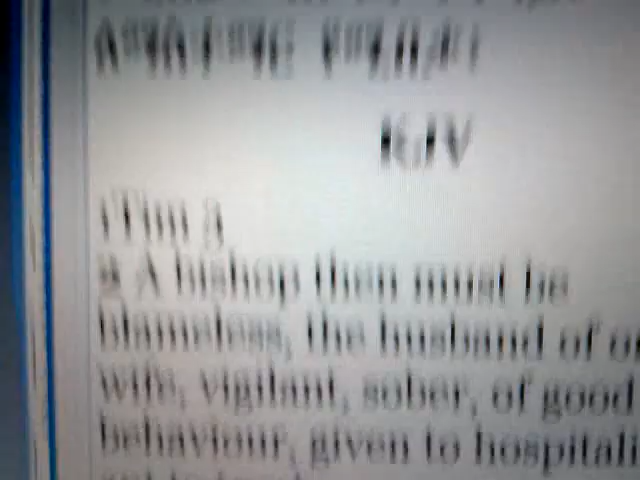 KJV
1Tim 3
2 A bishop then must be
blameless, the husband of
wife, vigilant, sober, of good
behaviour, given to hospitali